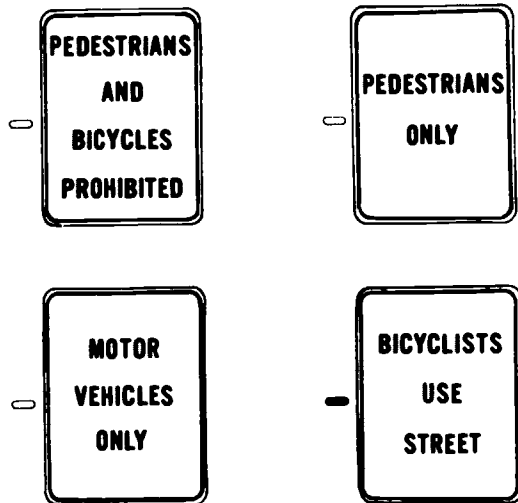 PEDESTRIANS
AND
BICYCLES
PROHIBITED
PEDESTRIANS
ONLY
MOTOR
VEHICLES
ONLY
BICYCLISTS
USE
STREET